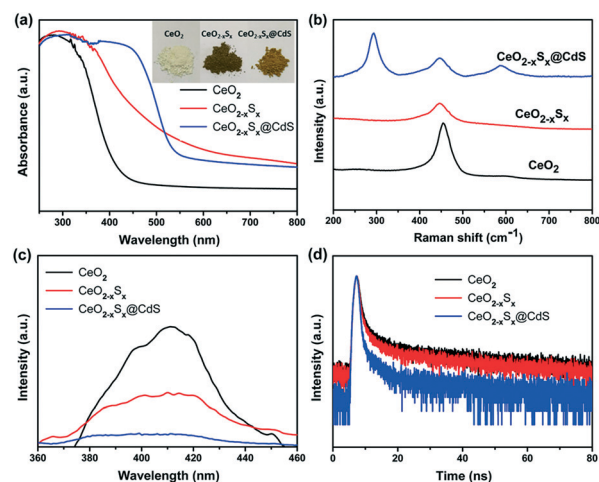 (a)
CeO₂ CeO₂₋ₓSₓ CeO₂₋ₓSₓ@CdS
CeO₂
CeO₂₋ₓSₓ
CeO₂₋ₓSₓ@CdS
Absorbance (a.u.)
300 400 500 600 700 800
Wavelength (nm)
(b)
CeO₂₋ₓSₓ@CdS
CeO₂₋ₓSₓ
CeO₂
Intensity (a.u.)
200 300 400 500 600 700 800
Raman shift (cm⁻¹)
(c)
CeO₂
CeO₂₋ₓSₓ
CeO₂₋ₓSₓ@CdS
Intensity (a.u.)
360 380 400 420 440 460
Wavelength (nm)
(d)
CeO₂
CeO₂₋ₓSₓ
CeO₂₋ₓSₓ@CdS
Intensity (a.u.)
0 20 40 60 80
Time (ns)